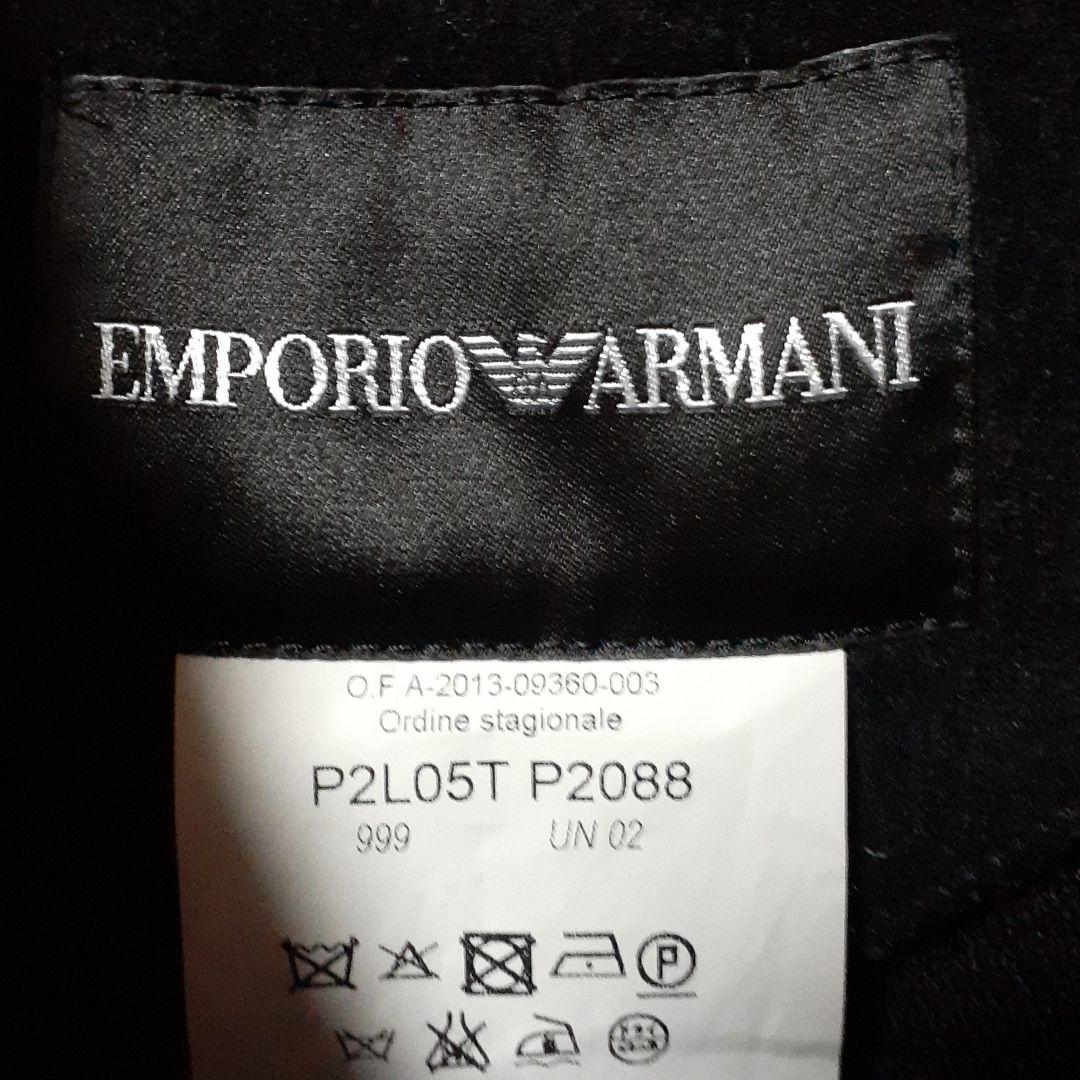 EMPORIO ARMANI
O.F A-2013-09360-003
Ordine stagionale
P2L05T P2088
999 UN 02
P